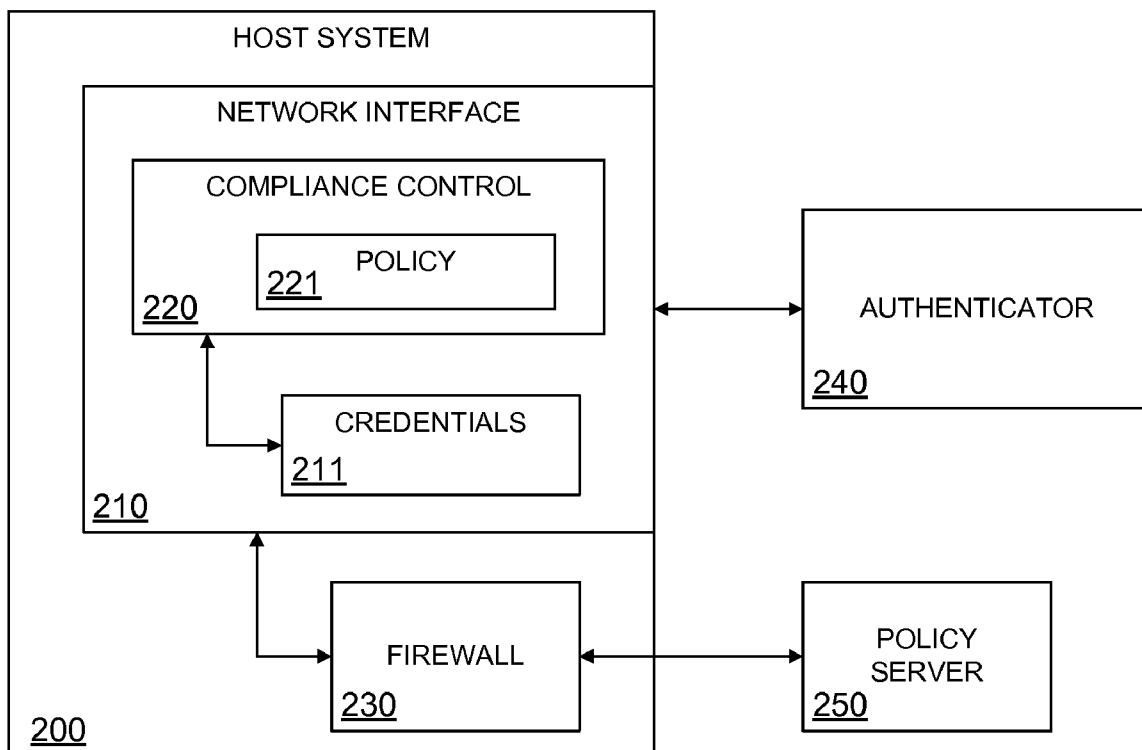 HOST SYSTEM
NETWORK INTERFACE
COMPLIANCE CONTROL
POLICY
221
220
CREDENTIALS
211
210
AUTHENTICATOR
240
FIREWALL
230
POLICY
SERVER
250
200